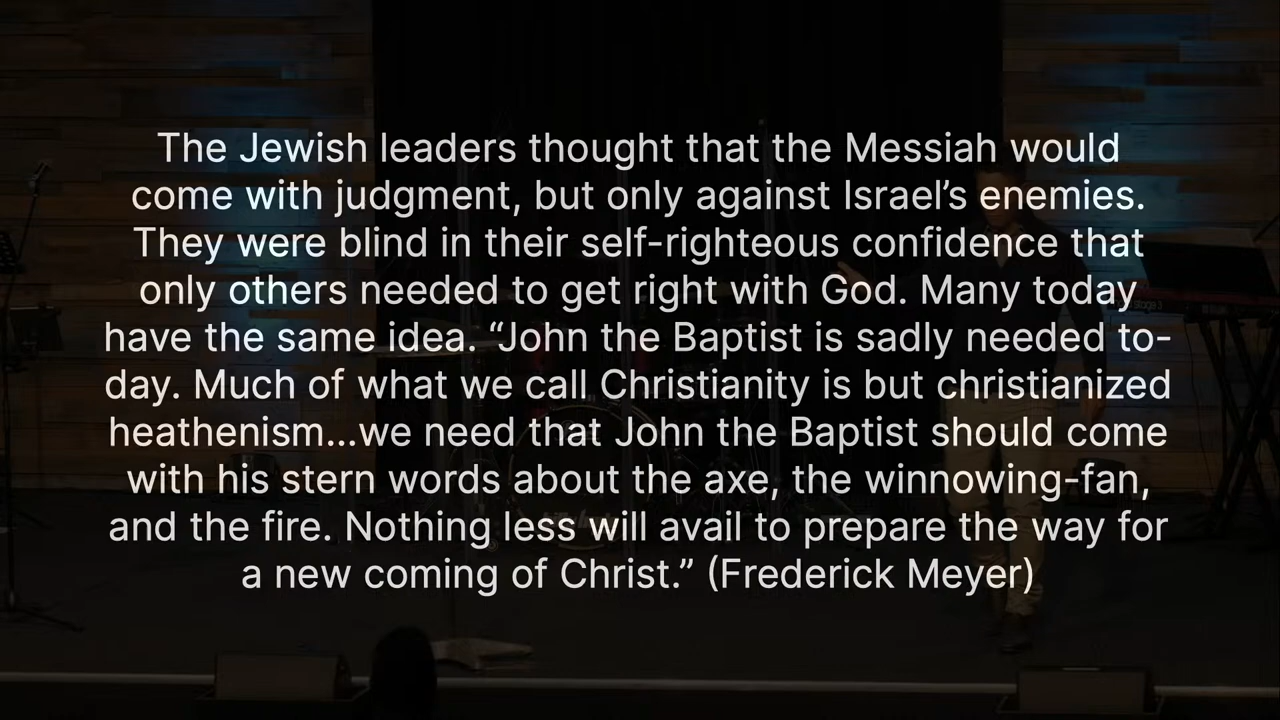 The Jewish leaders thought that the Messiah would
come with judgment, but only against Israel’s enemies.
They were blind in their self-righteous confidence that
only others needed to get right with God. Many today
have the same idea. “John the Baptist is sadly needed to-
day. Much of what we call Christianity is but christianized
heathenism...we need that John the Baptist should come
with his stern words about the axe, the winnowing-fan,
and the fire. Nothing less will avail to prepare the way for
a new coming of Christ.” (Frederick Meyer)